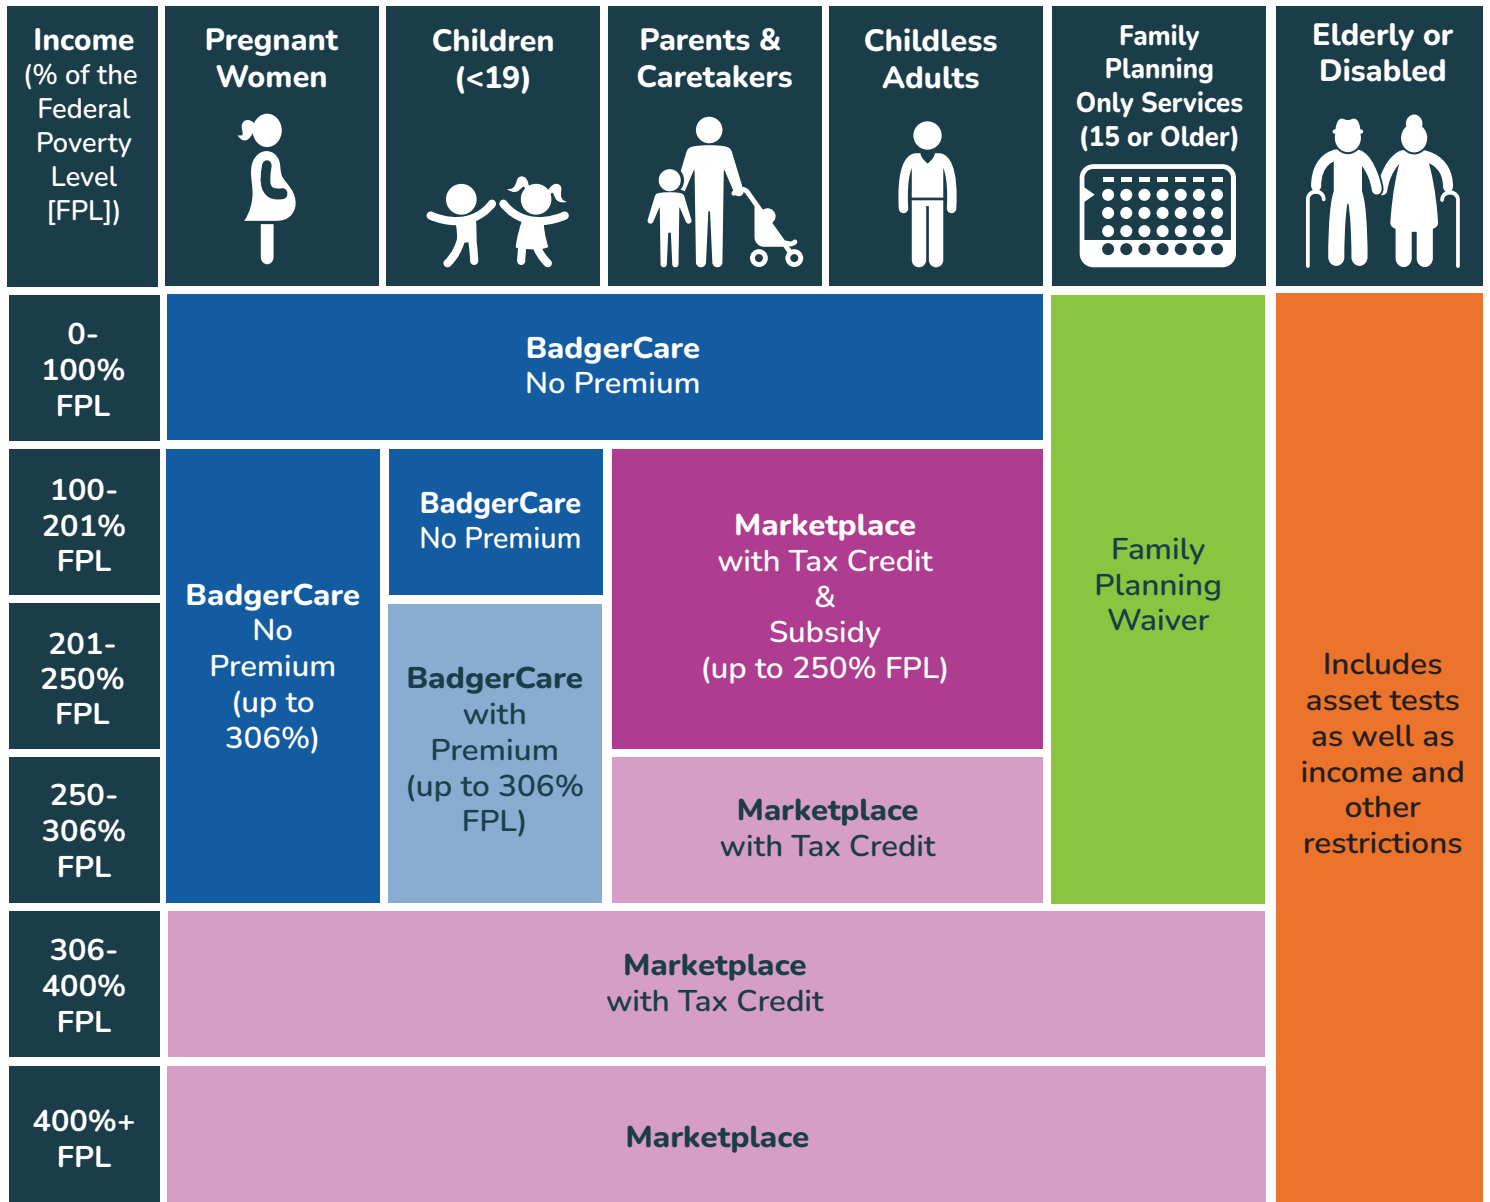 Income
(% of the
Federal
Poverty
Level
[FPL])
Pregnant
Women
Children
(<19)
Parents &
Caretakers
Childless
Adults
Family
Planning
Only Services
(15 or Older)
Elderly or
Disabled
0-
100%
FPL
BadgerCare
No Premium
100-
201%
FPL
201-
250%
FPL
250-
306%
FPL
BadgerCare
No
Premium
(up to
306%)
BadgerCare
No Premium
BadgerCare
with
Premium
(up to 306%
FPL)
Marketplace
with Tax Credit
&
Subsidy
(up to 250% FPL)
Marketplace
with Tax Credit
Family
Planning
Waiver
Includes
asset tests
as well as
income and
other
restrictions
306-
400%
FPL
Marketplace
with Tax Credit
400%+
FPL
Marketplace